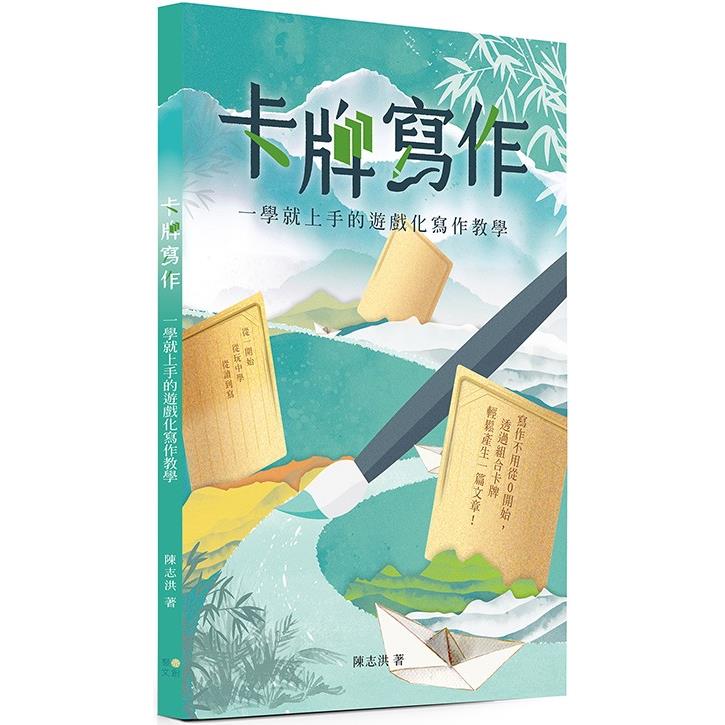 卡牌寫作
一學就上手的遊戲化寫作教學
從一開始
從玩中學
從讀到寫
寫作不用從0開始，
透過組合卡牌
輕鬆產生一篇文章！
陳志洪 著
卡牌寫作
一學就上手的遊戲化寫作教學
陳志洪 著
文創